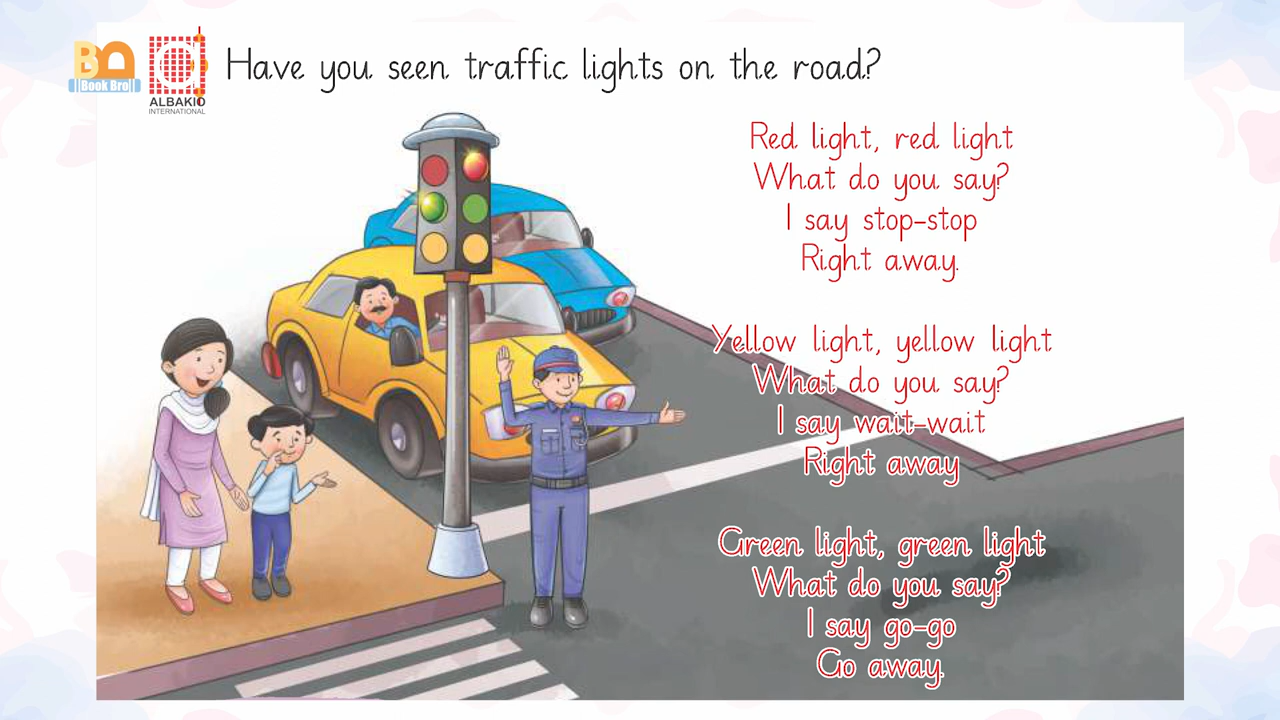 BB
Book Bro!
ALBAKIO
INTERNATIONAL
Have you seen traffic lights on the road?
Red light, red light
What do you say?
I say stop-stop
Right away.
Yellow light, yellow light
What do you say?
I say wait-wait
Right away
Green light, green light
What do you say?
I say go-go
Go away.